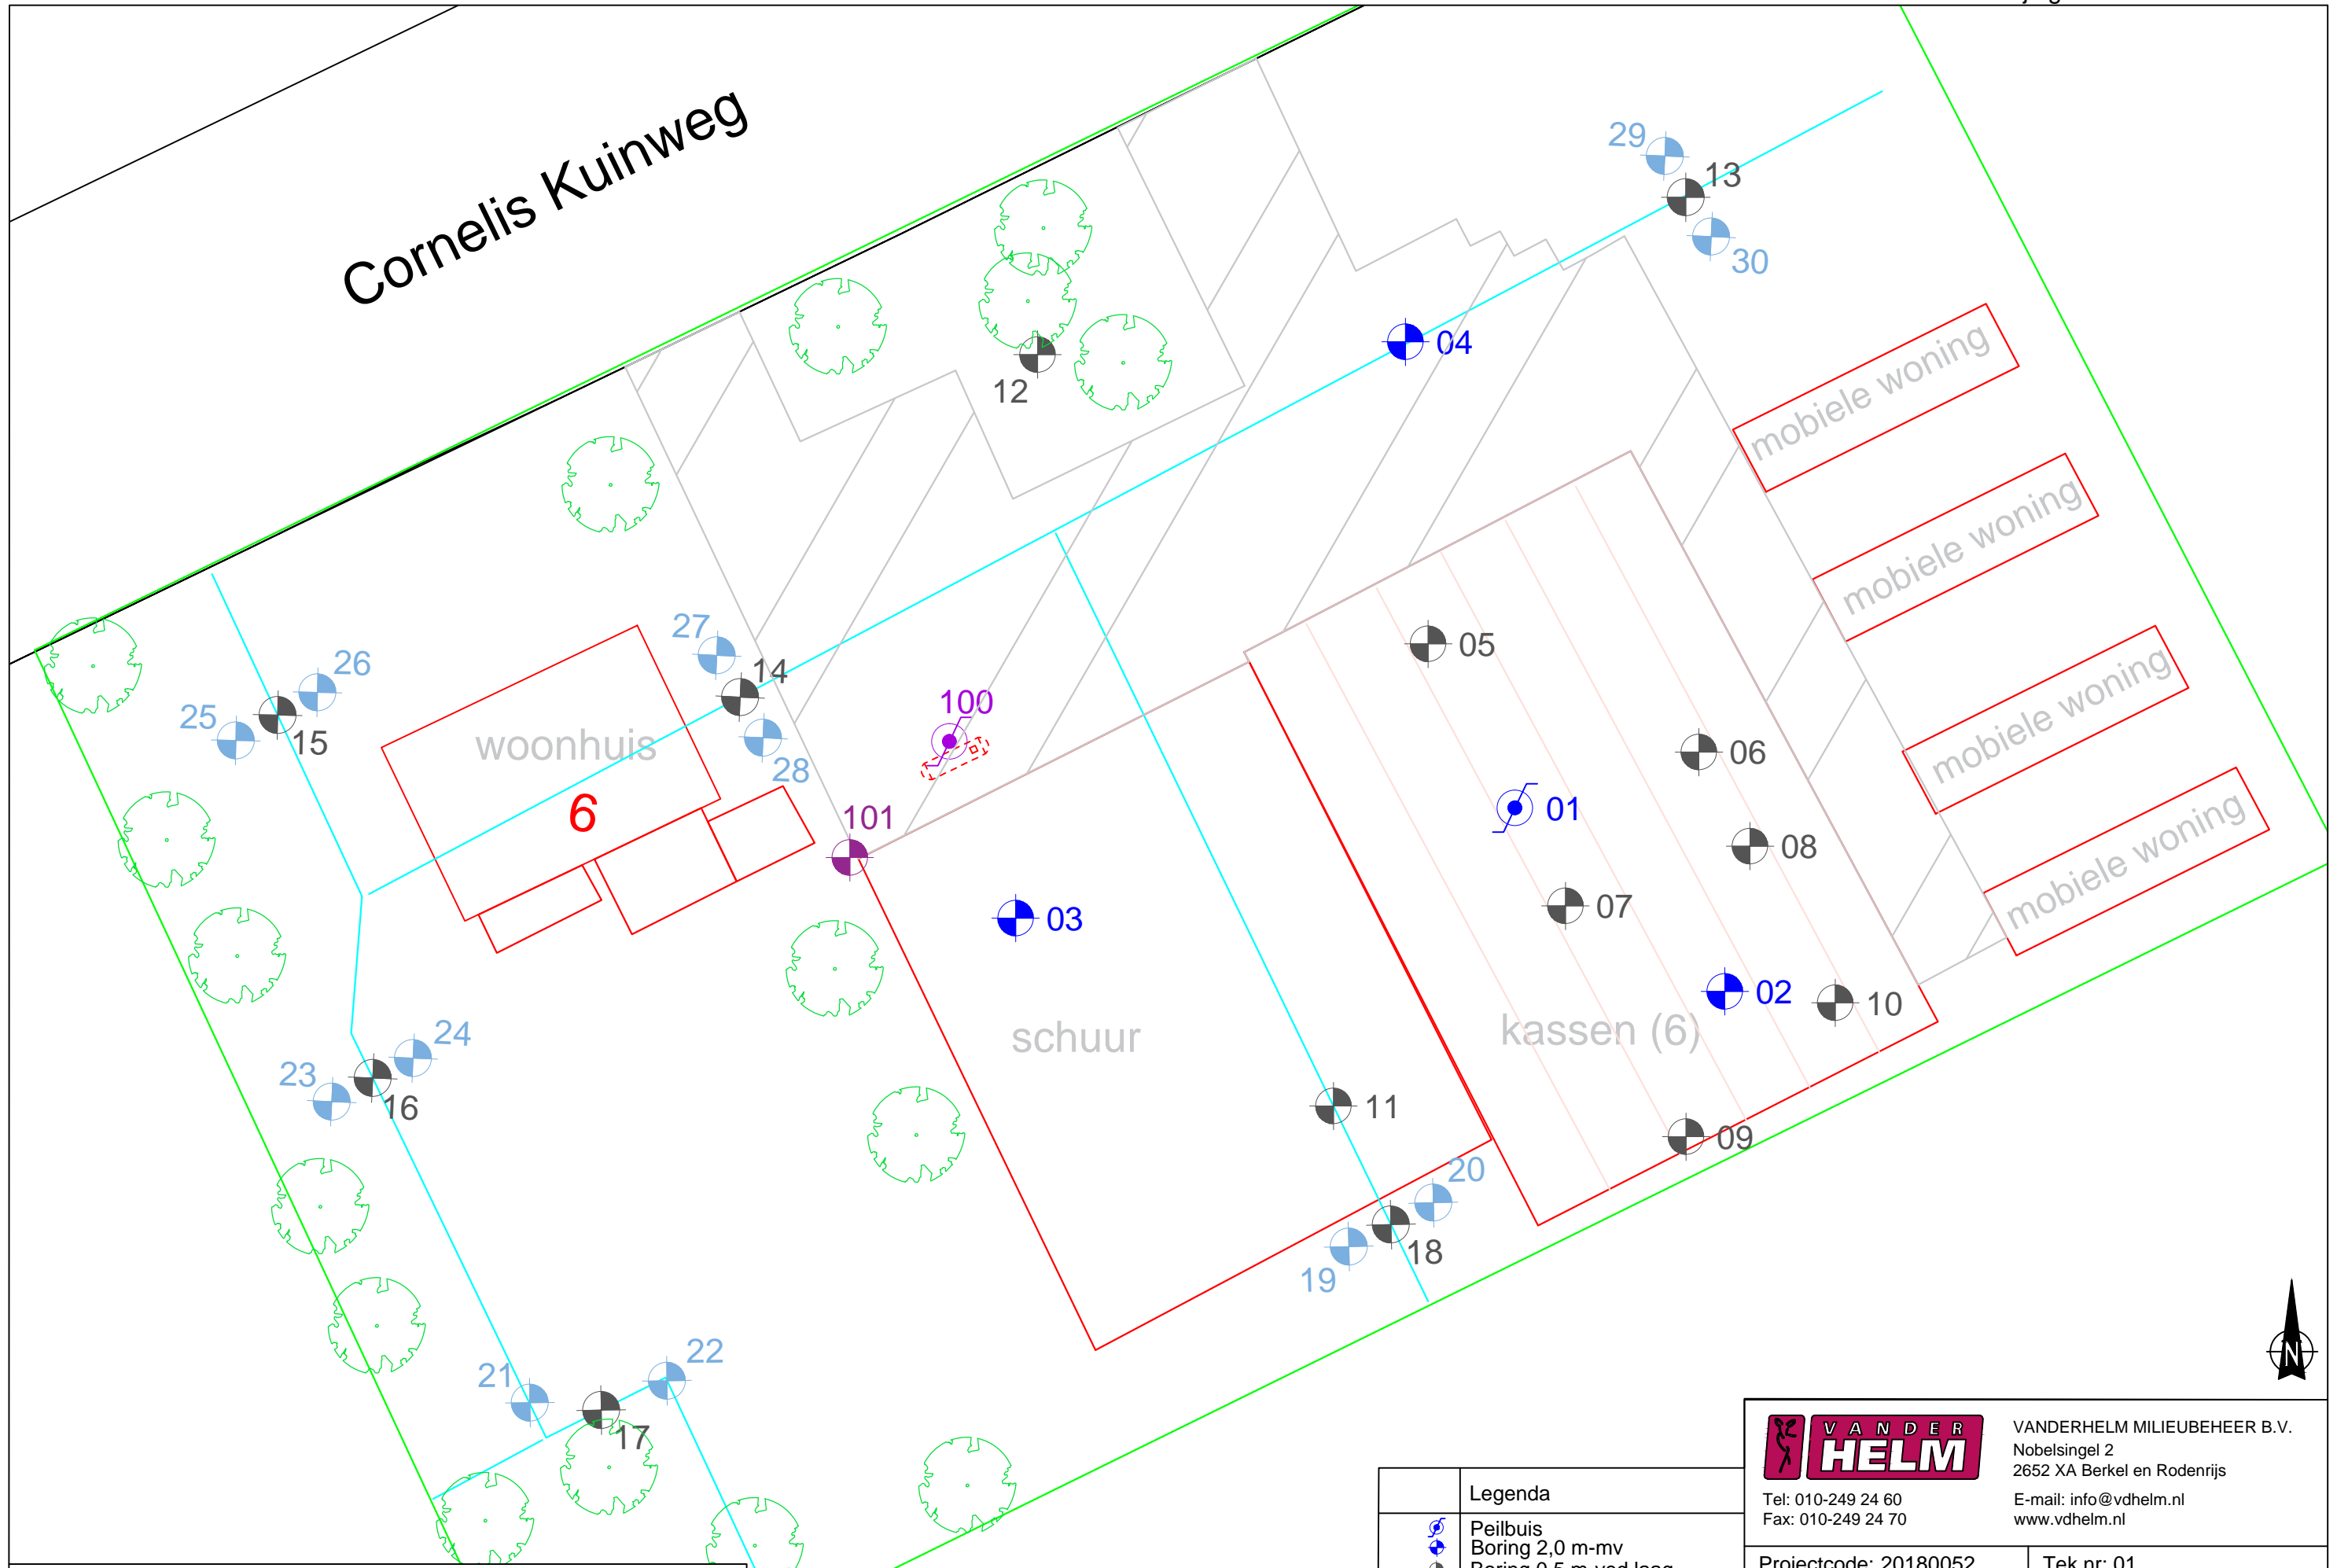 Cornelis Kuinweg
29
13
30
04
12
mobiele woning
mobiele woning
mobiele woning
mobiele woning
05
06
01
08
07
02
10
09
kassen (6)
27
14
28
100
101
woonhuis
6
26
25
15
03
schuur
11
24
23
16
20
18
19
21
22
17
N
VANDER
HELM
VANDERHELM MILIEUBEHEER B.V.
Nobelsingel 2
2652 XA Berkel en Rodenrijs
Tel: 010-249 24 60
E-mail: info@vdhelm.nl
Fax: 010-249 24 70
www.vdhelm.nl
Legenda
Peilbuis
Boring 2,0 m-mv
Projectcode: 20180052
Tek.nr: 01